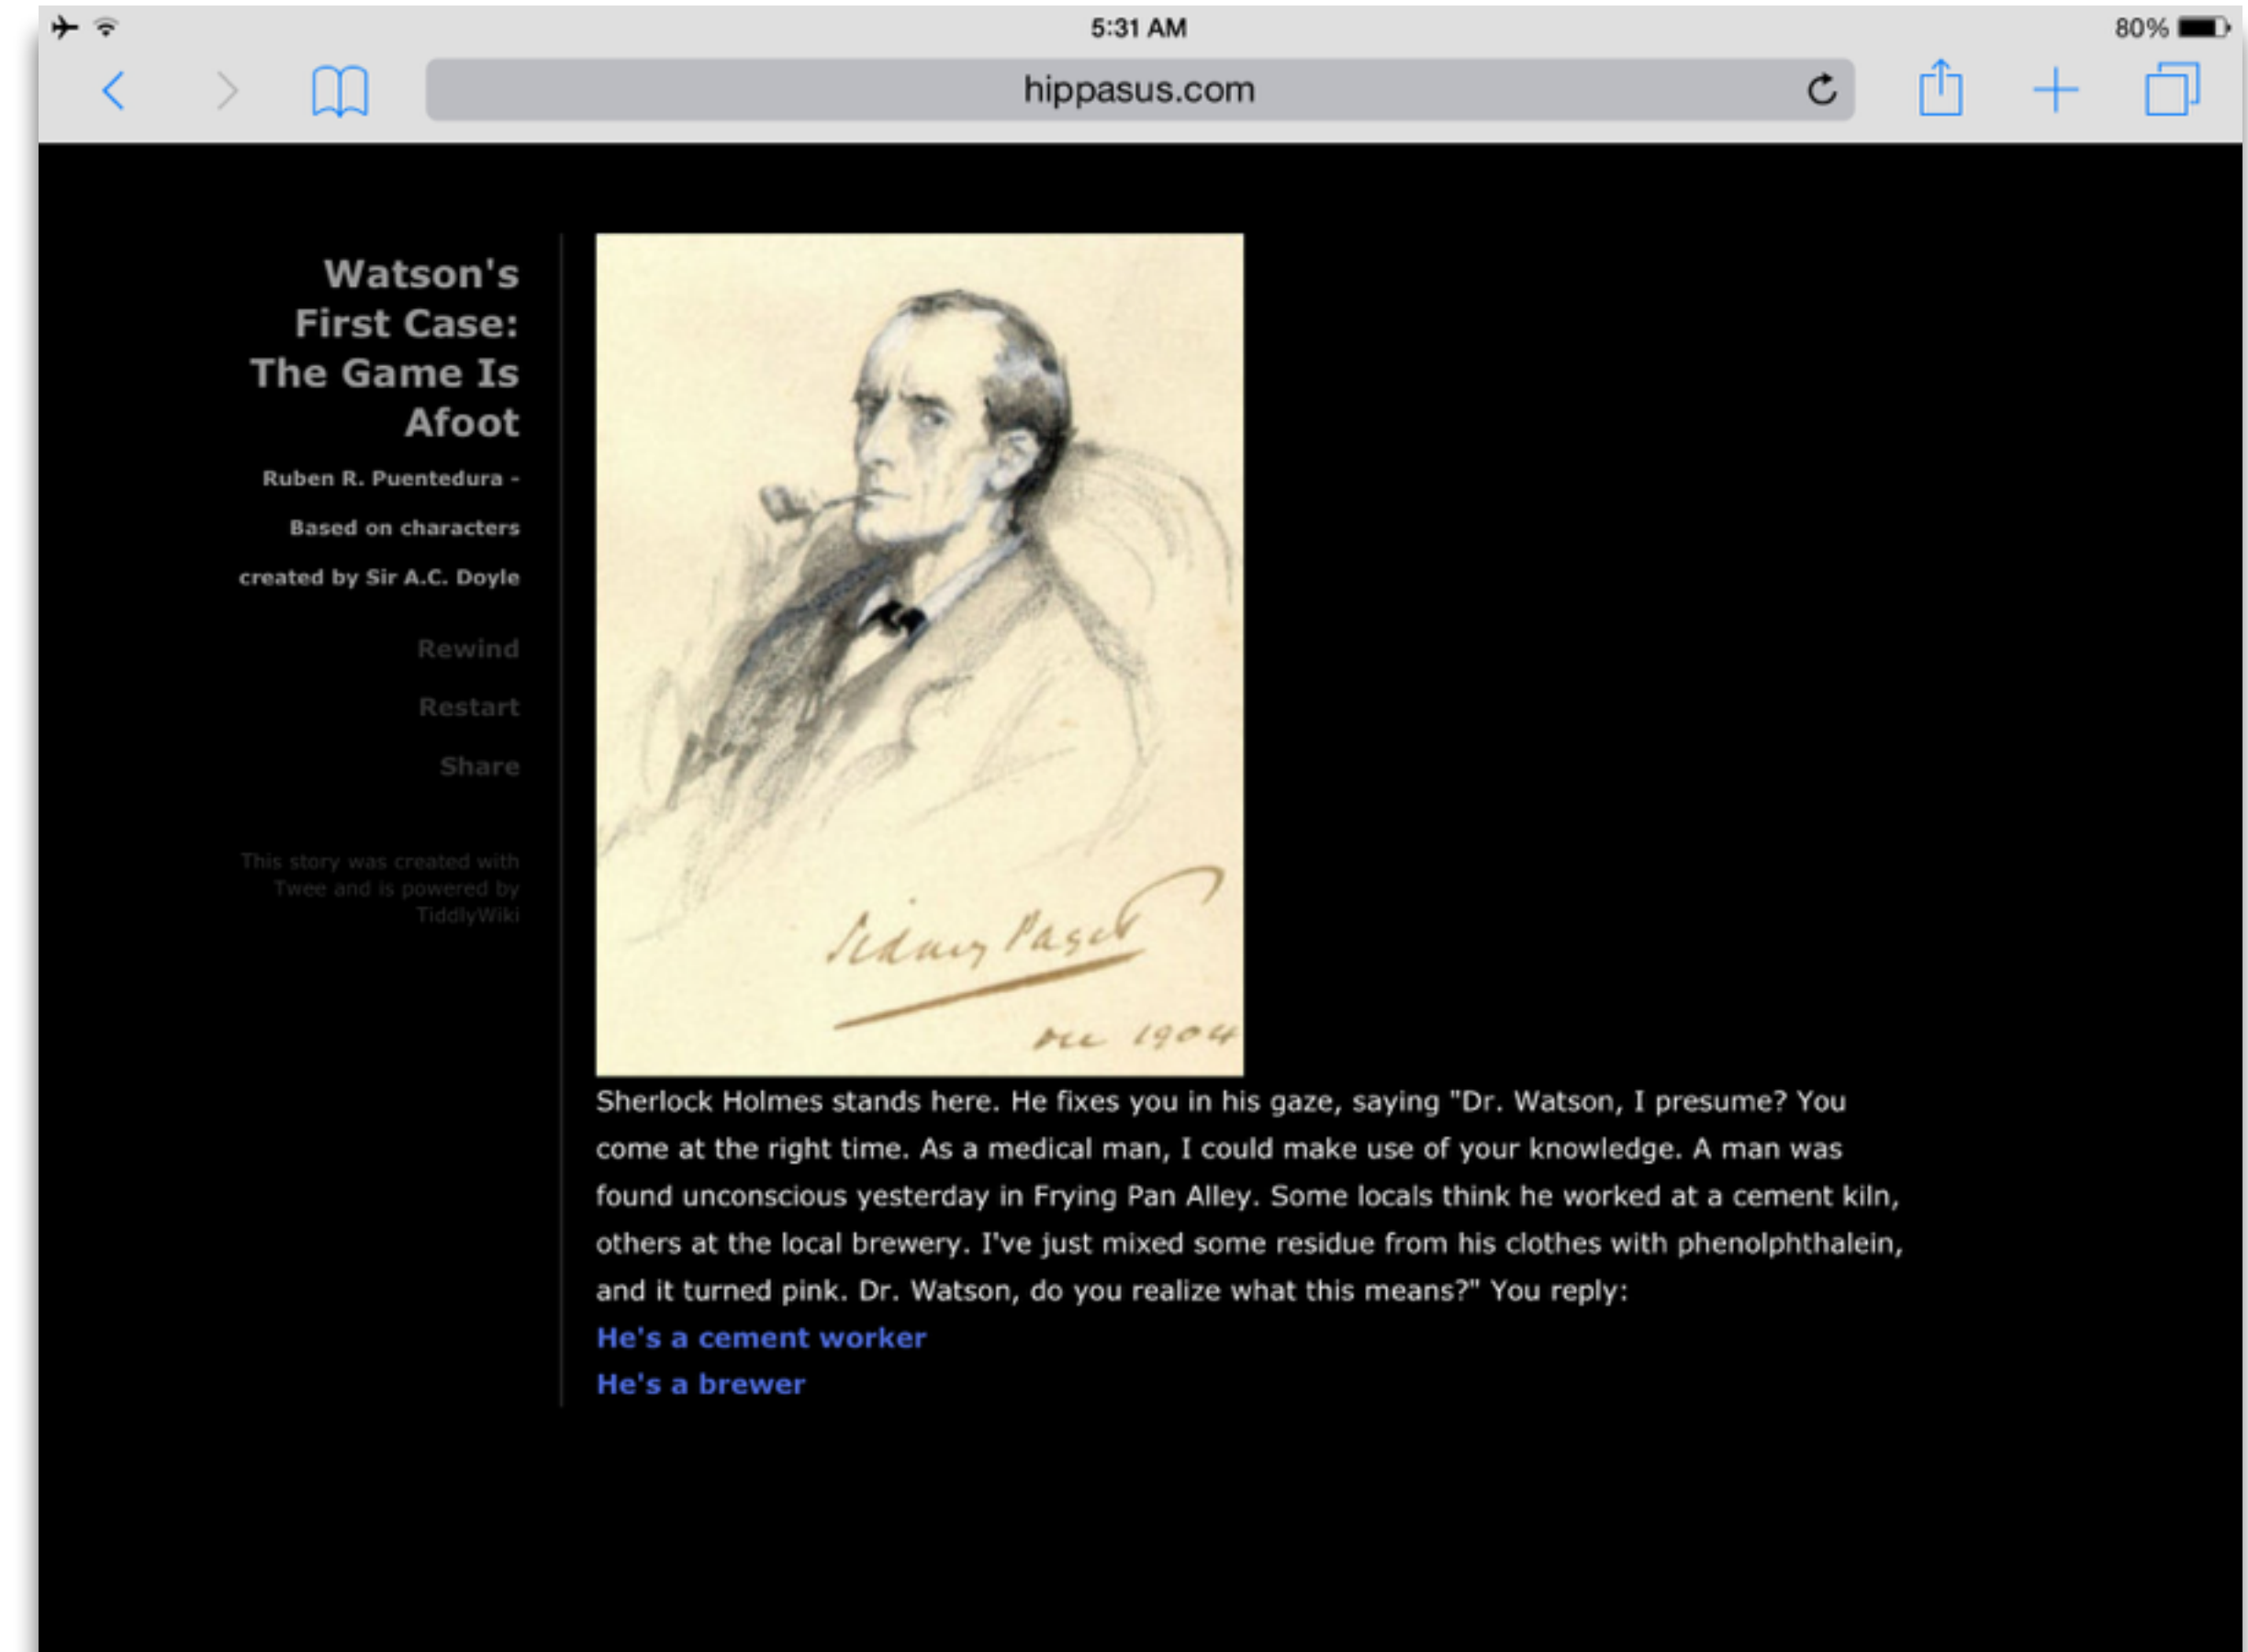 5:31 AM
80%
hippasus.com
Watson's
First Case:
The Game Is
Afoot
Ruben R. Puentedura -
Based on characters
created by Sir A.C. Doyle
Rewind
Restart
Share
This story was created with
Twee and is powered by
TiddlyWiki
Sidney Paget
1904
Sherlock Holmes stands here. He fixes you in his gaze, saying "Dr. Watson, I presume? You
come at the right time. As a medical man, I could make use of your knowledge. A man was
found unconscious yesterday in Frying Pan Alley. Some locals think he worked at a cement kiln,
others at the local brewery. I've just mixed some residue from his clothes with phenolphthalein,
and it turned pink. Dr. Watson, do you realize what this means?" You reply:
He's a cement worker
He's a brewer